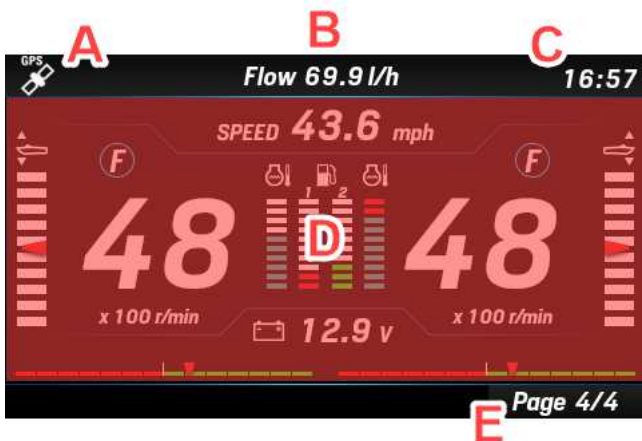 A
B
C
GPS
Flow 69.9 l/h
16:57
SPEED 43.6 mph
F
F
1 2
48
D
48
x 100 r/min
x 100 r/min
12.9 V
Page 4/4
E